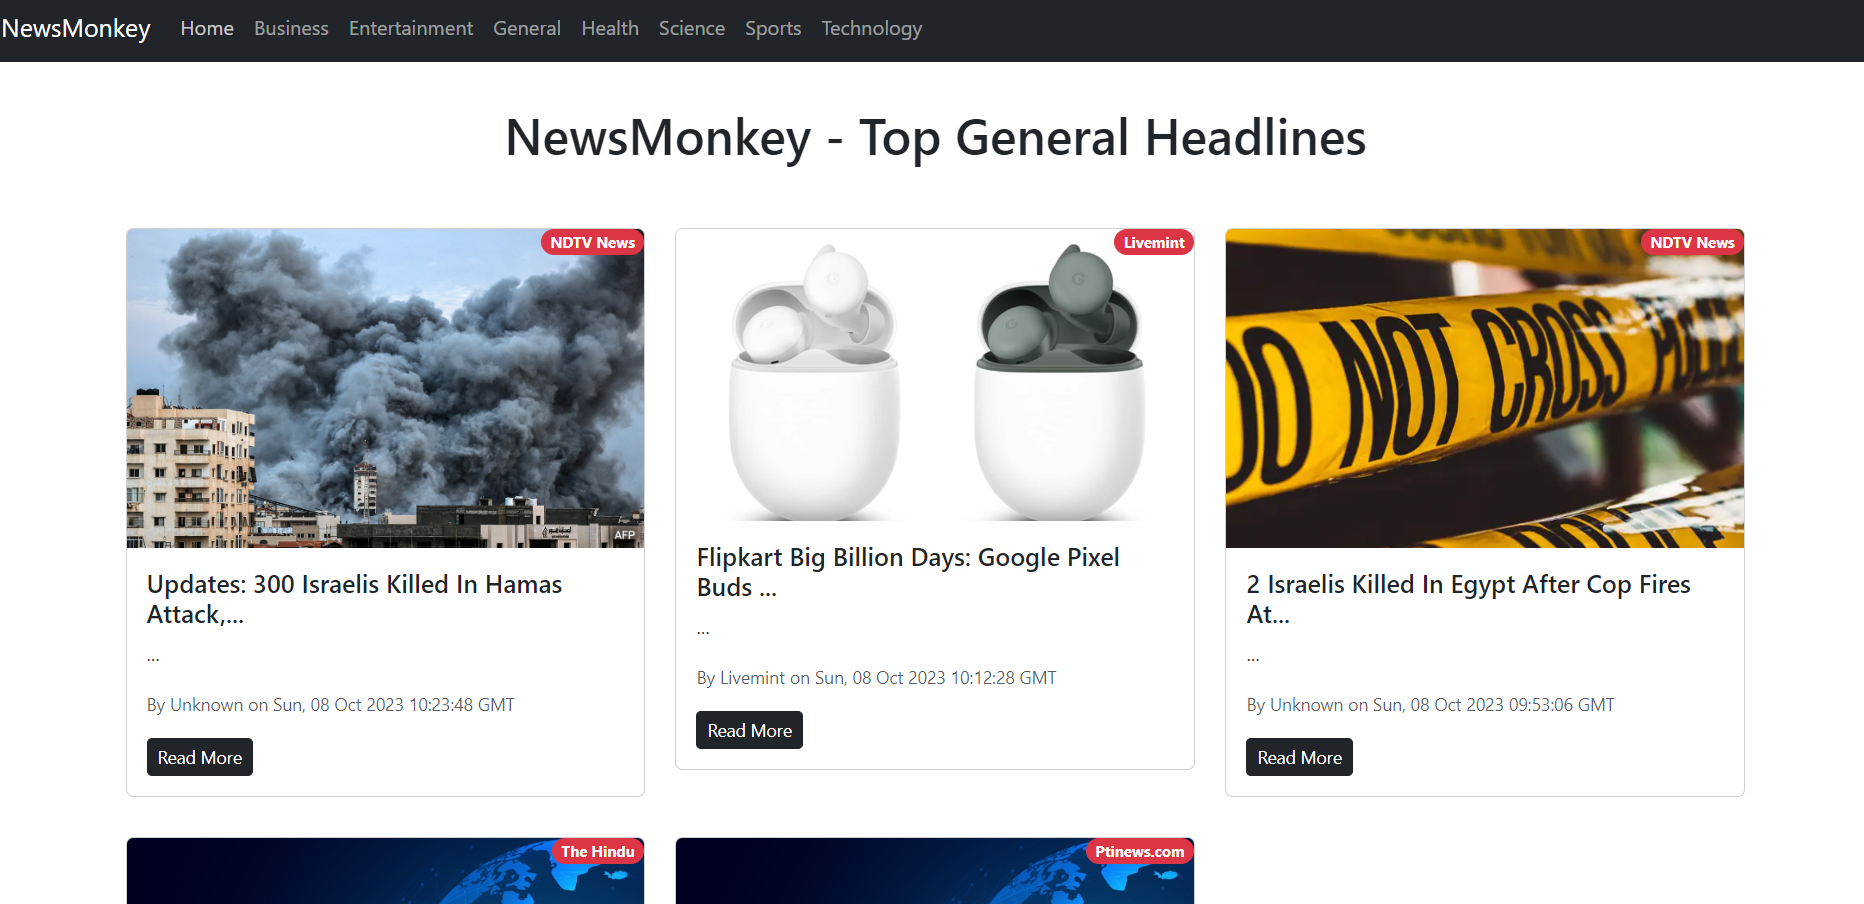 NewsMonkey Home Business Entertainment General Health Science Sports Technology
NewsMonkey - Top General Headlines
NDTV News
AFP
Updates: 300 Israelis Killed In Hamas
Attack,...
...
By Unknown on Sun, 08 Oct 2023 10:23:48 GMT
Read More
Livemint
Flipkart Big Billion Days: Google Pixel
Buds ...
...
By Livemint on Sun, 08 Oct 2023 10:12:28 GMT
Read More
NDTV News
DO NOT CROSS
2 Israelis Killed In Egypt After Cop Fires
At...
...
By Unknown on Sun, 08 Oct 2023 09:53:06 GMT
Read More
The Hindu
Ptinews.com